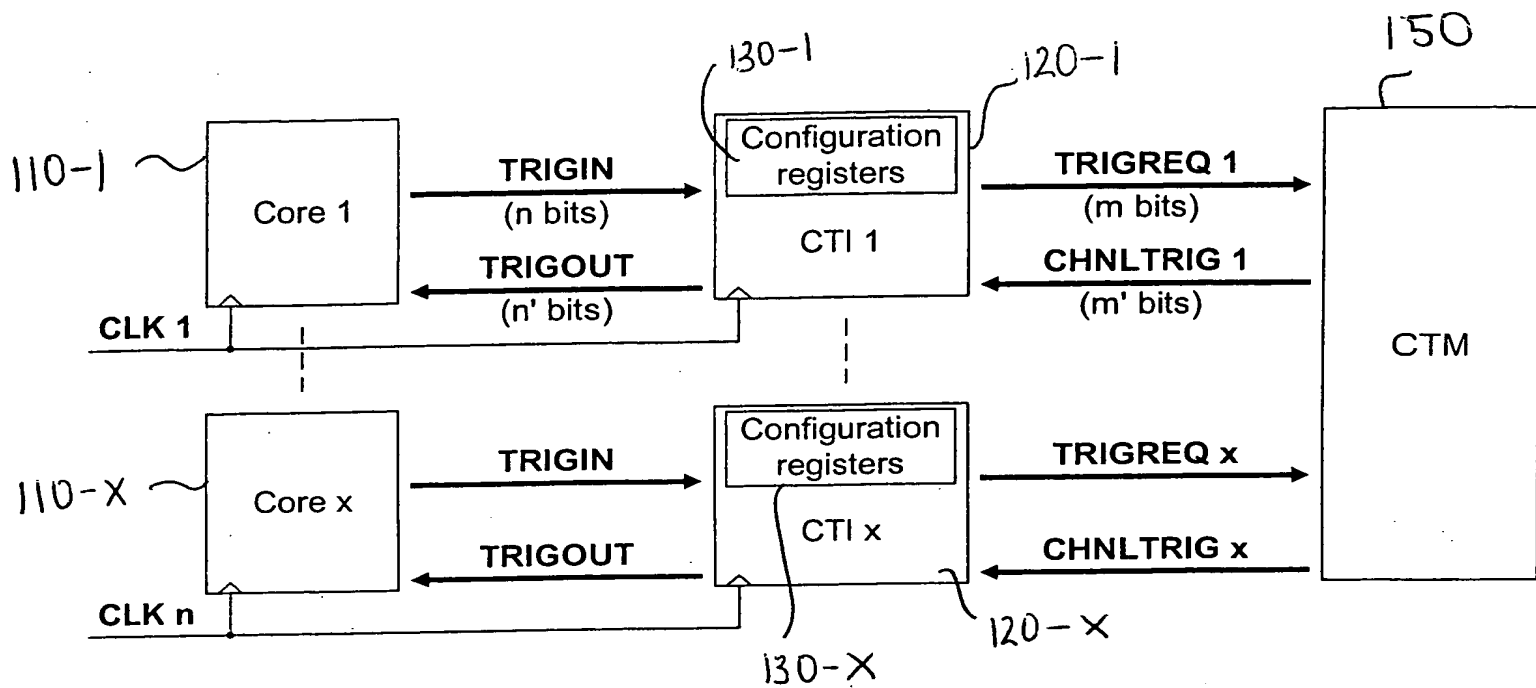 150
130-1
120-1
110-1
Core 1
TRIGIN
(n bits)
TRIGOUT
(n' bits)
Configuration
registers
CTI 1
TRIGREQ 1
(m bits)
CHNLTRIG 1
(m' bits)
CTM
CLK 1
110-X
Core x
TRIGIN
TRIGOUT
Configuration
registers
CTI x
TRIGREQ x
CHNLTRIG x
CLK n
130-X
120-X